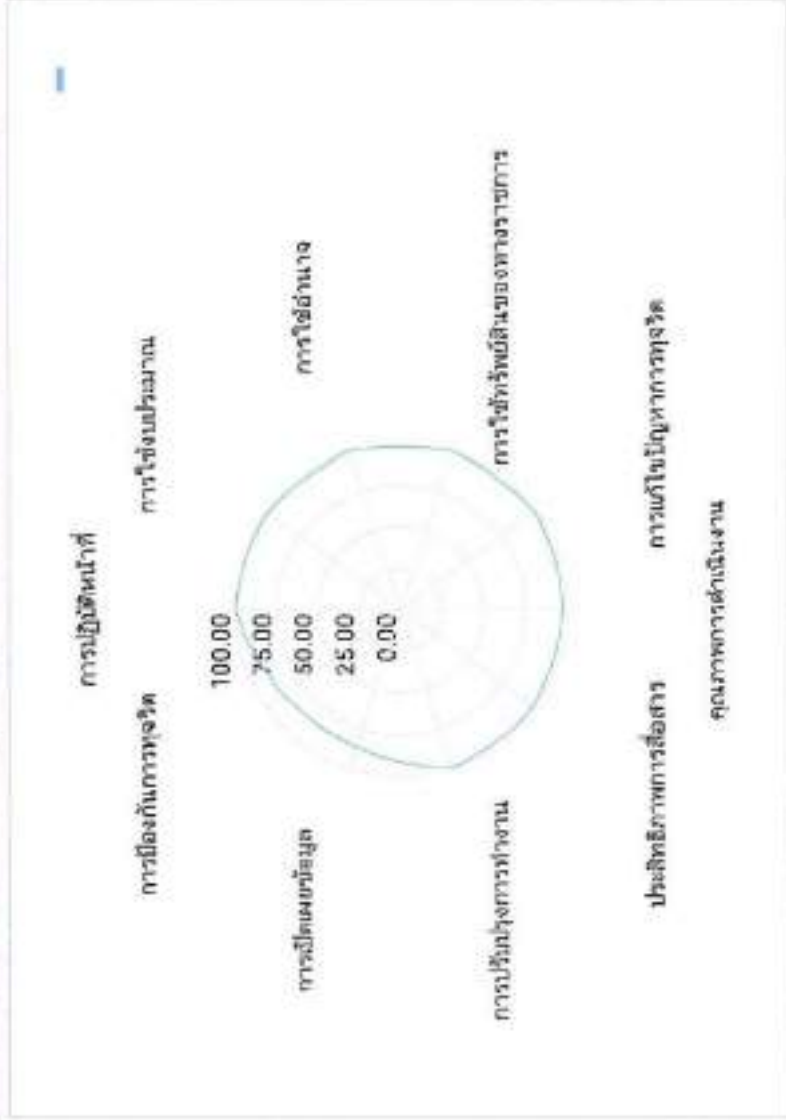 การปฏิบัติหน้าที่
การป้องกันการทุจริต
การใช้งบประมาณ
100.00
75.00
การเปิดเผยข้อมูล
50.00
การใช้อำนาจ
25.00
0.00
การปรับปรุงการทำงาน
การใช้ทรัพย์สินของทางราชการ
ประสิทธิภาพการสื่อสาร
การแก้ไขปัญหาการทุจริต
คุณภาพการดำเนินงาน